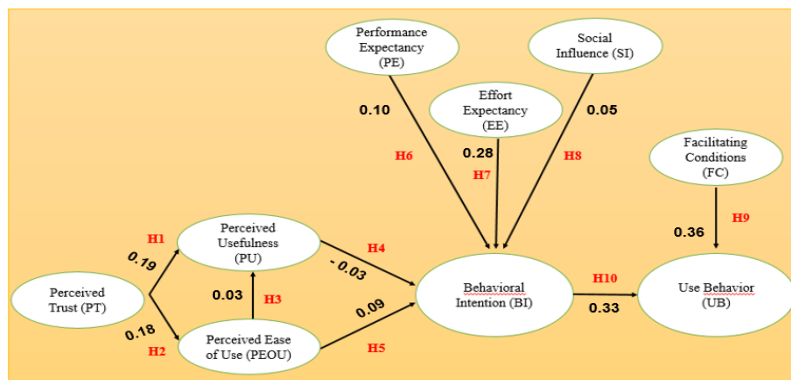 Performance
Expectancy
(PE)
Social
Influence (SI)
0.10
Effort
Expectancy
(EE)
0.05
H6
0.28
H7
H8
Facilitating
Conditions
(FC)
0.36
H9
H1
0.19
Perceived
Usefulness
(PU)
H4
- 0.03
Perceived
Trust (PT)
0.03
H3
Behavioral
Intention (BI)
H10
0.33
Use Behavior
(UB)
0.18
H2
Perceived Ease
of Use (PEOU)
0.09
H5